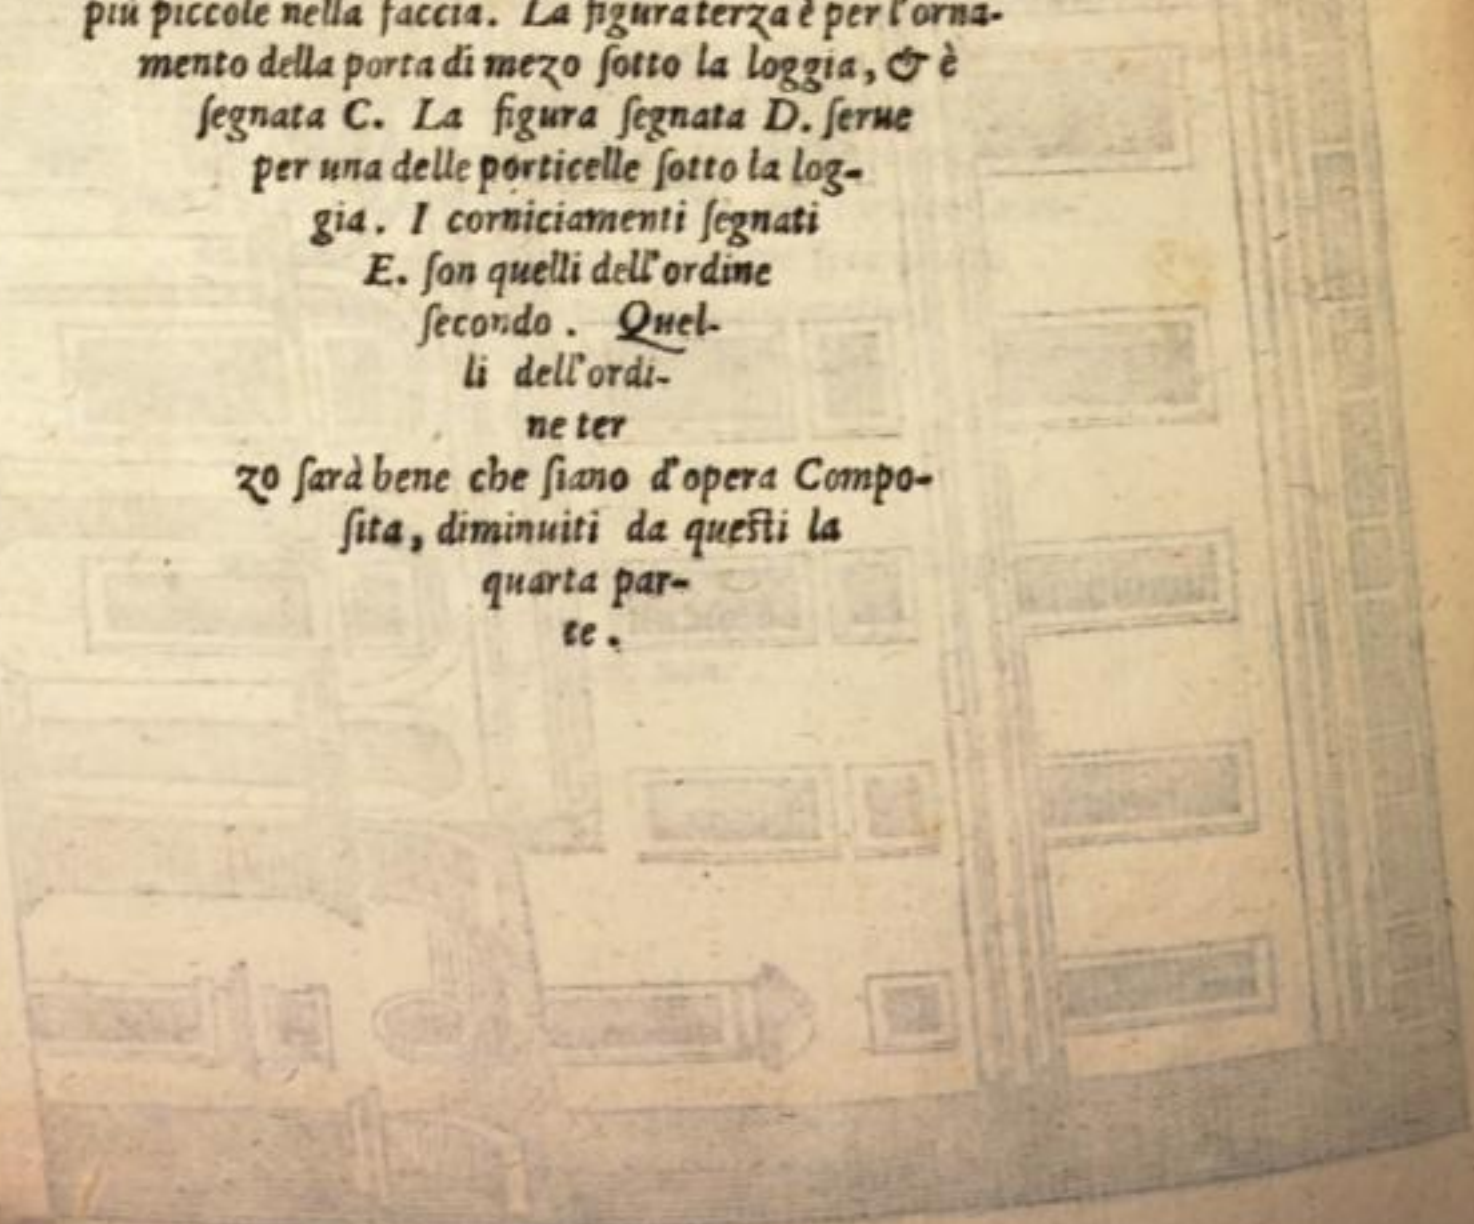 più piccole nella faccia. La figura terza è per l'orna-
mento della porta di mezo ſotto la loggia, & è
ſegnata C. La figura ſegnata D. ſerue
per una delle porticelle ſotto la log-
gia. I corniciamenti ſegnati
E. ſon quelli dell'ordine
ſecondo. Quel-
li dell'ordi-
ne ter
zo ſarà bene che ſiano d'opera Compo-
ſita, diminuiti da queſti la
quarta par-
te.